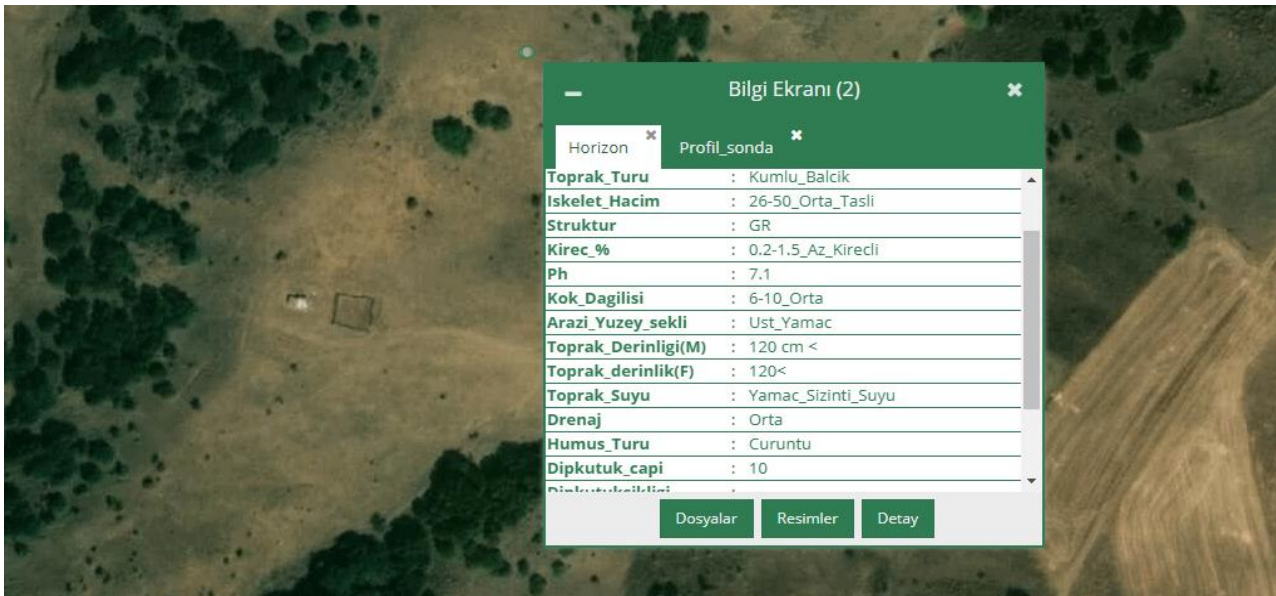 Bilgi Ekranı (2)
Horizon Profil_sonda
Toprak_Turu : Kumlu_Balcik
Iskelet_Hacim : 26-50_Orta_Tasli
Struktur : GR
Kirec_% : 0.2-1.5_Az_Kirecli
Ph : 7.1
Kok_Dagilisi : 6-10_Orta
Arazi_Yuzey_sekli : Ust_Yamac
Toprak_Derinligi(M) : 120 cm <
Toprak_derinlik(F) : 120<
Toprak_Suyu : Yamac_Sizinti_Suyu
Drenaj : Orta
Humus_Turu : Curuntu
Dipkutuk_capi : 10
Dosyalar Resimler Detay